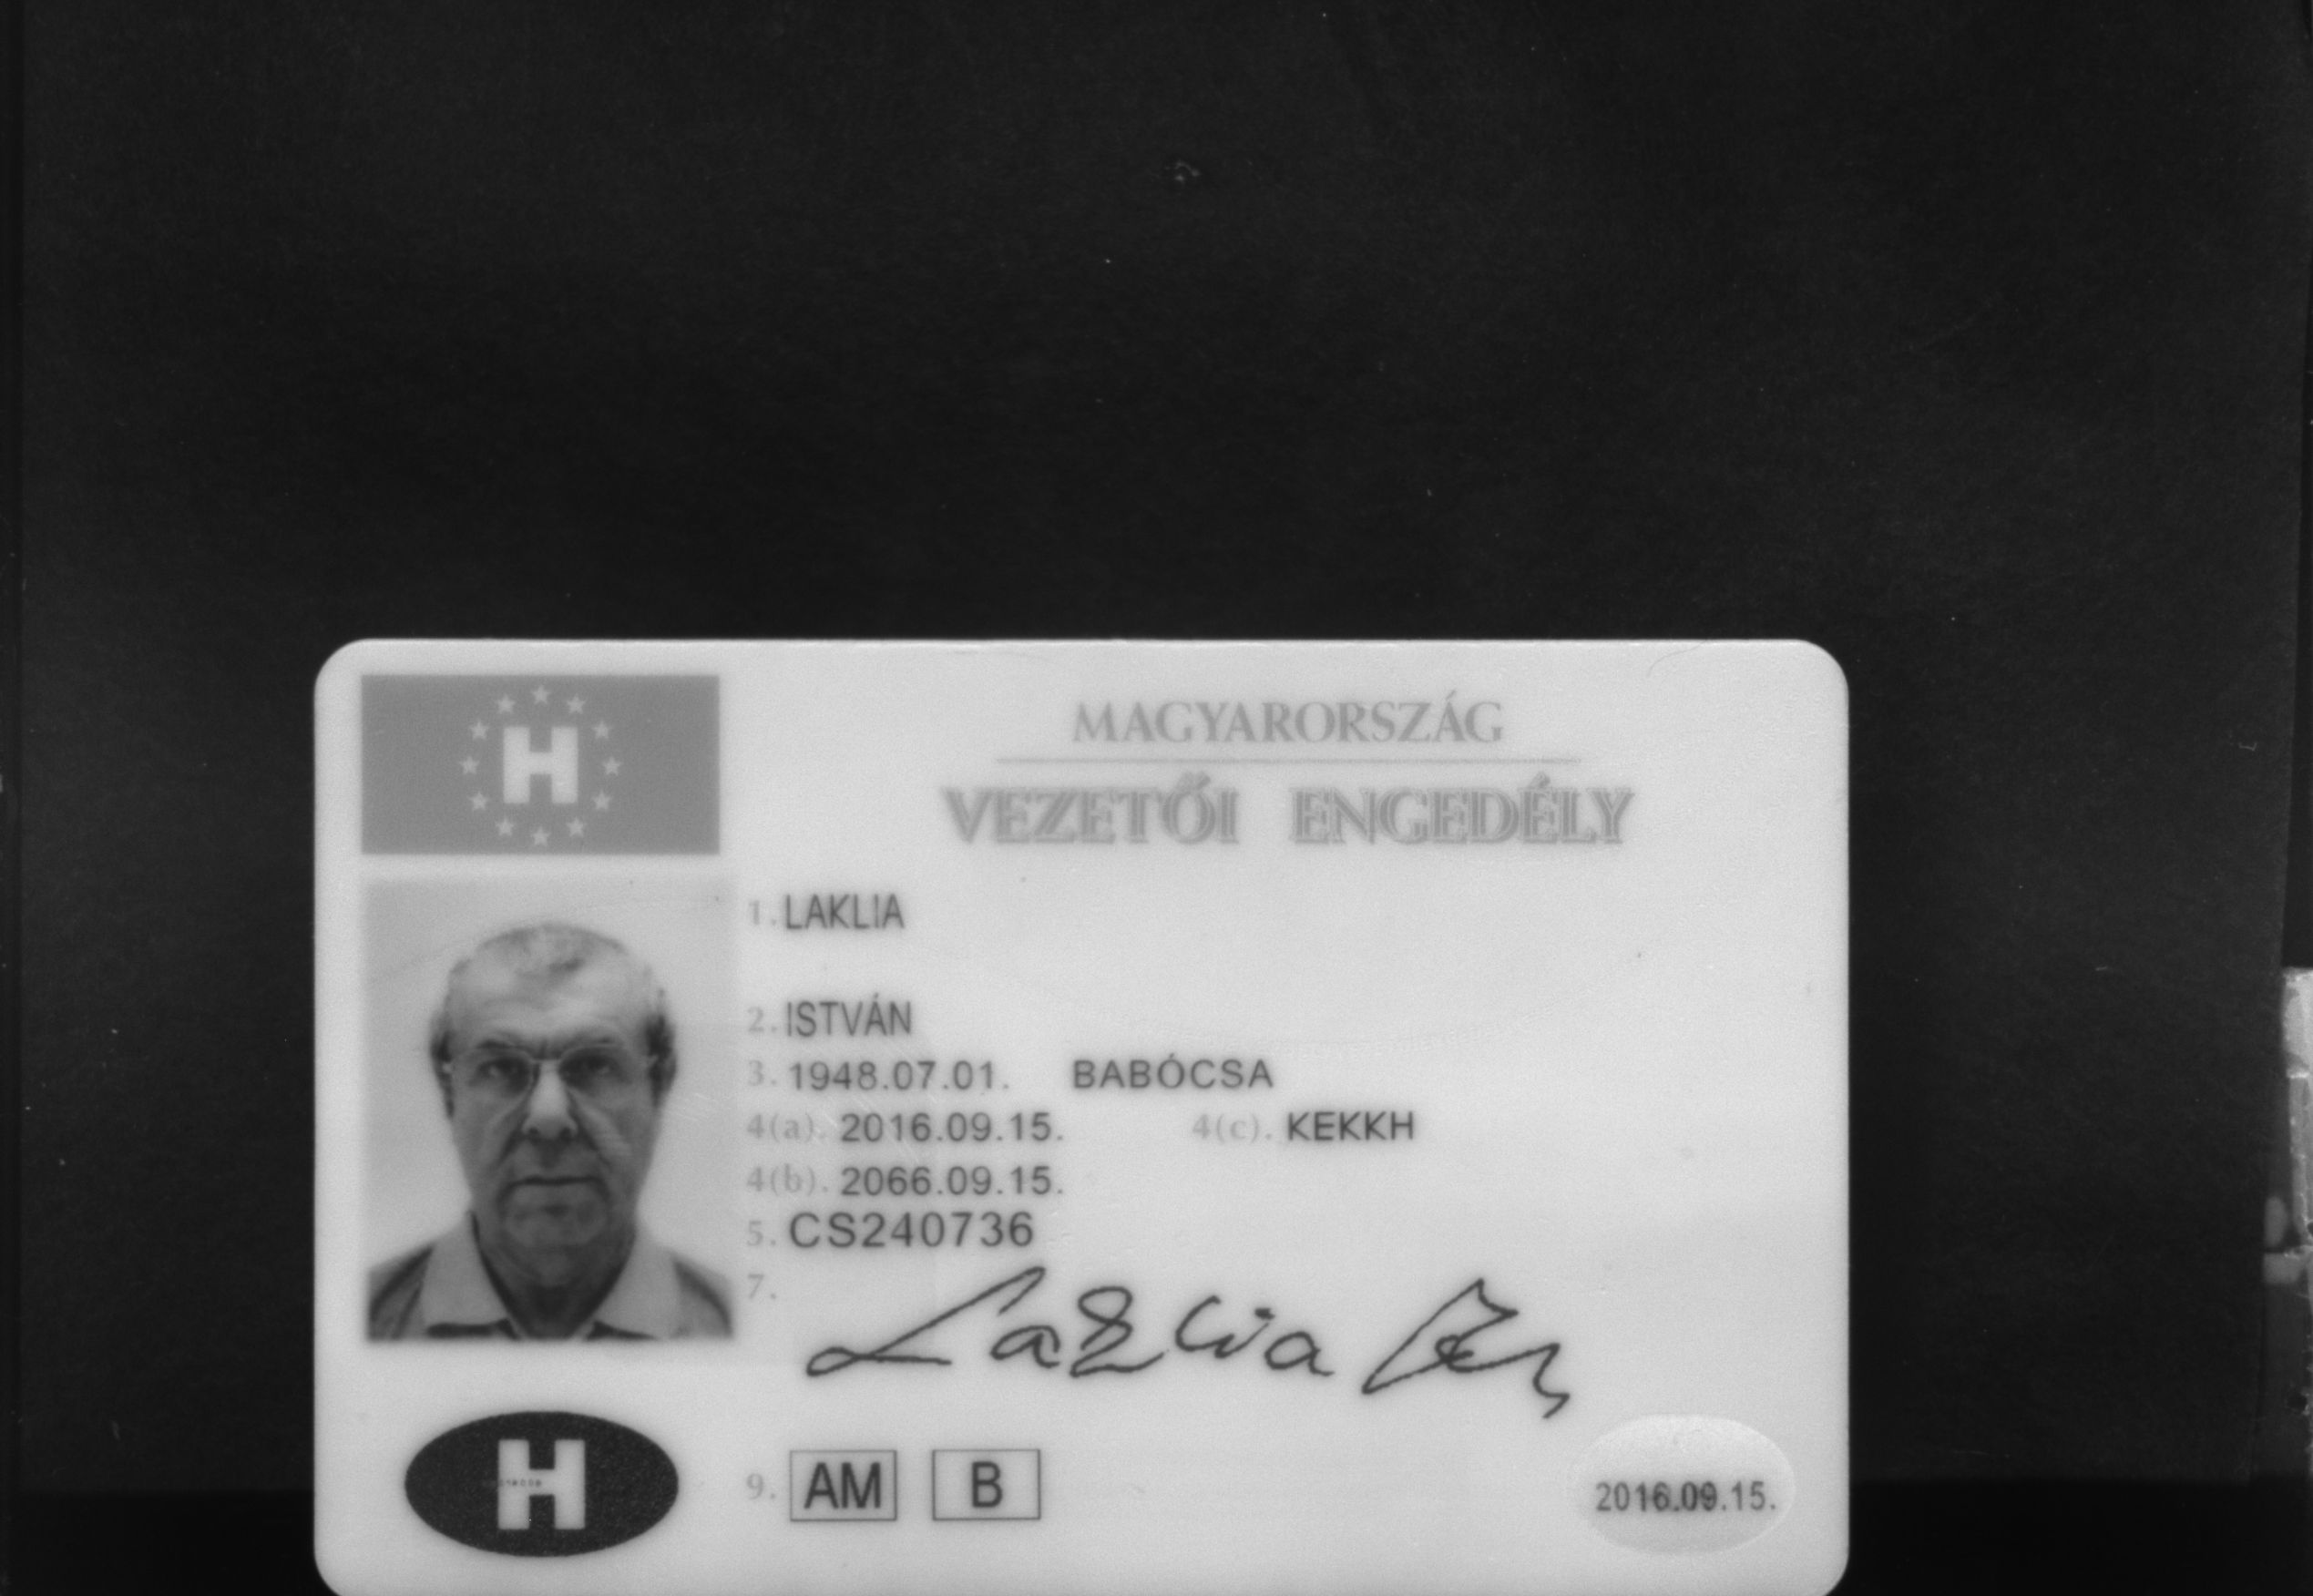 H
MAGYARORSZÁG
VEZETŐI ENGEDÉLY
1. LAKLIA
2. ISTVÁN
3. 1948.07.01. BABÓCSA
4(a). 2016.09.15. 4(c). KEKKH
4(b). 2066.09.15.
5. CS240736
7. Laklia
H
9. AM B
2016.09.15.